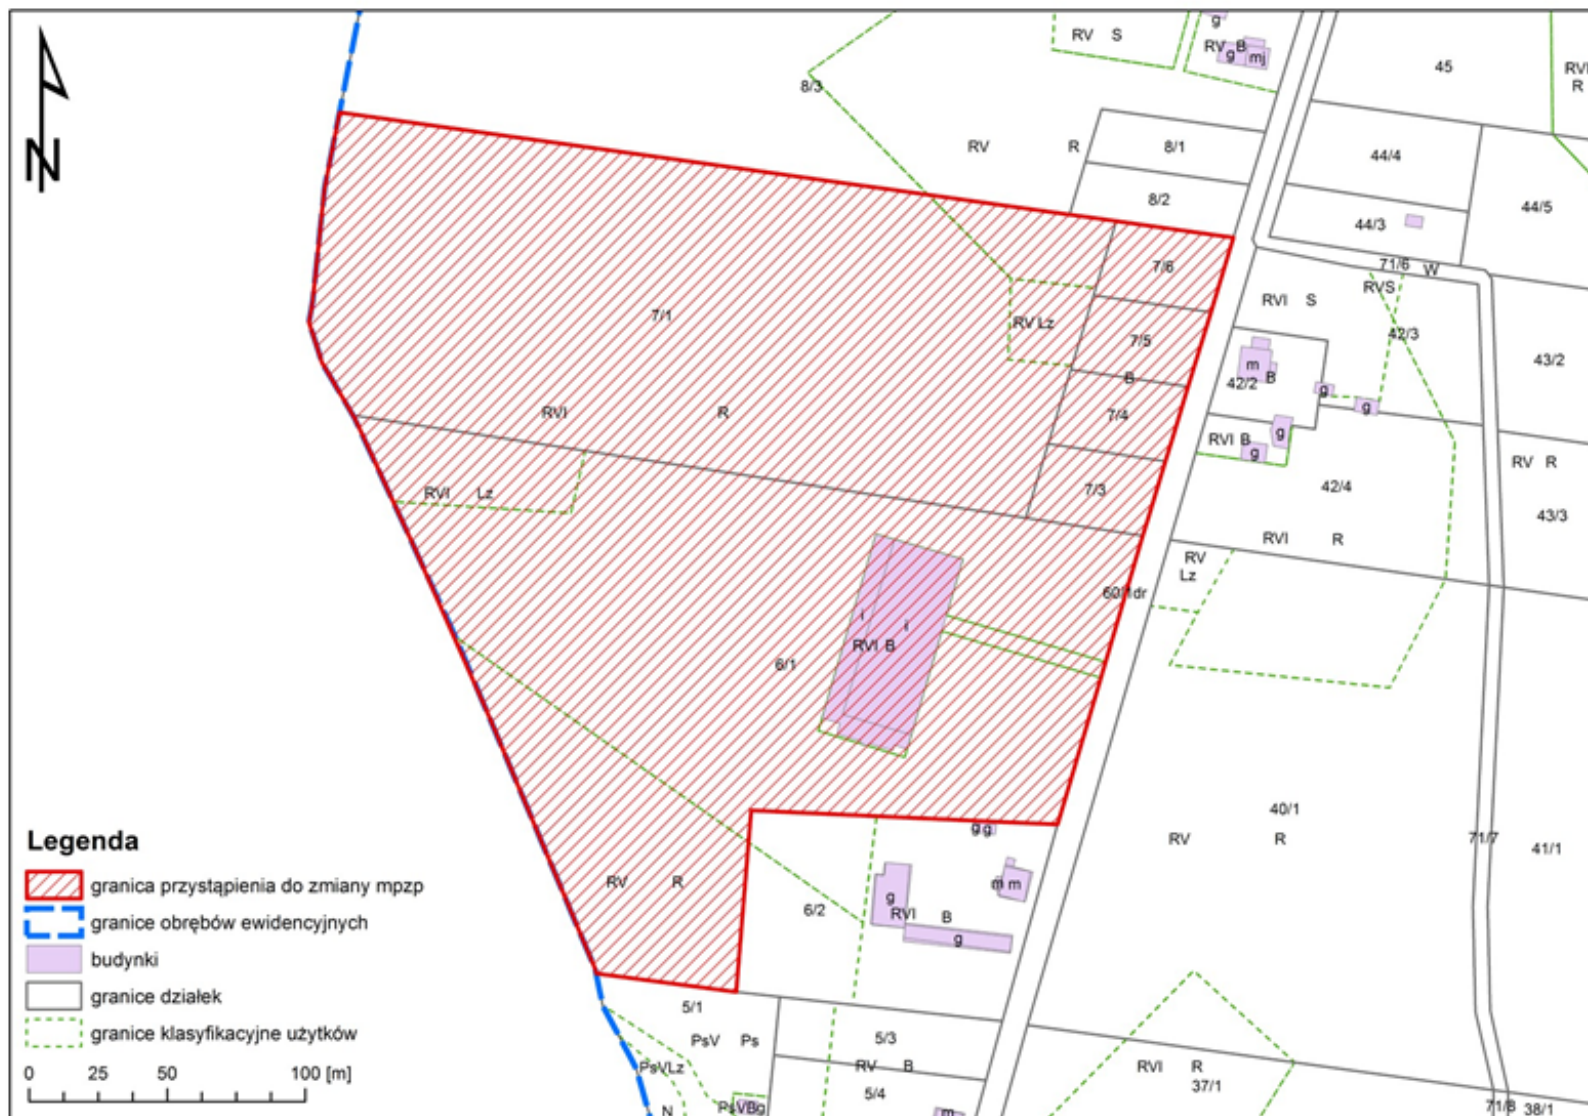 g
RV S
RV B
g mj
45
RVI
R
8/3
RV R
8/1
44/4
8/2
44/5
44/3
N
7/6
71/6 W
RVS
RVI S
7/1
RV Lz
7/5
42/3
43/2
m
B
42/2 B
g
g
RVI R
7/4
g
RVI B
g
RV R
7/3
42/4
RVI Lz
43/3
RVI R
RV
Lz
60/1dr
i
i
RVI B
6/1
40/1
RV R
71/7
41/1
g g
Legenda
granica przystąpienia do zmiany mpzp
granice obrębów ewidencyjnych
budynki
granice działek
granice klasyfikacyjne użytków
0 25 50 100 [m]
RV R
m m
g
6/2
RVI B
g
5/1
PsV Ps
5/3
PsVLz
RV B
5/4
RVI R
37/1
N
PsVBg
m
71/8 38/1